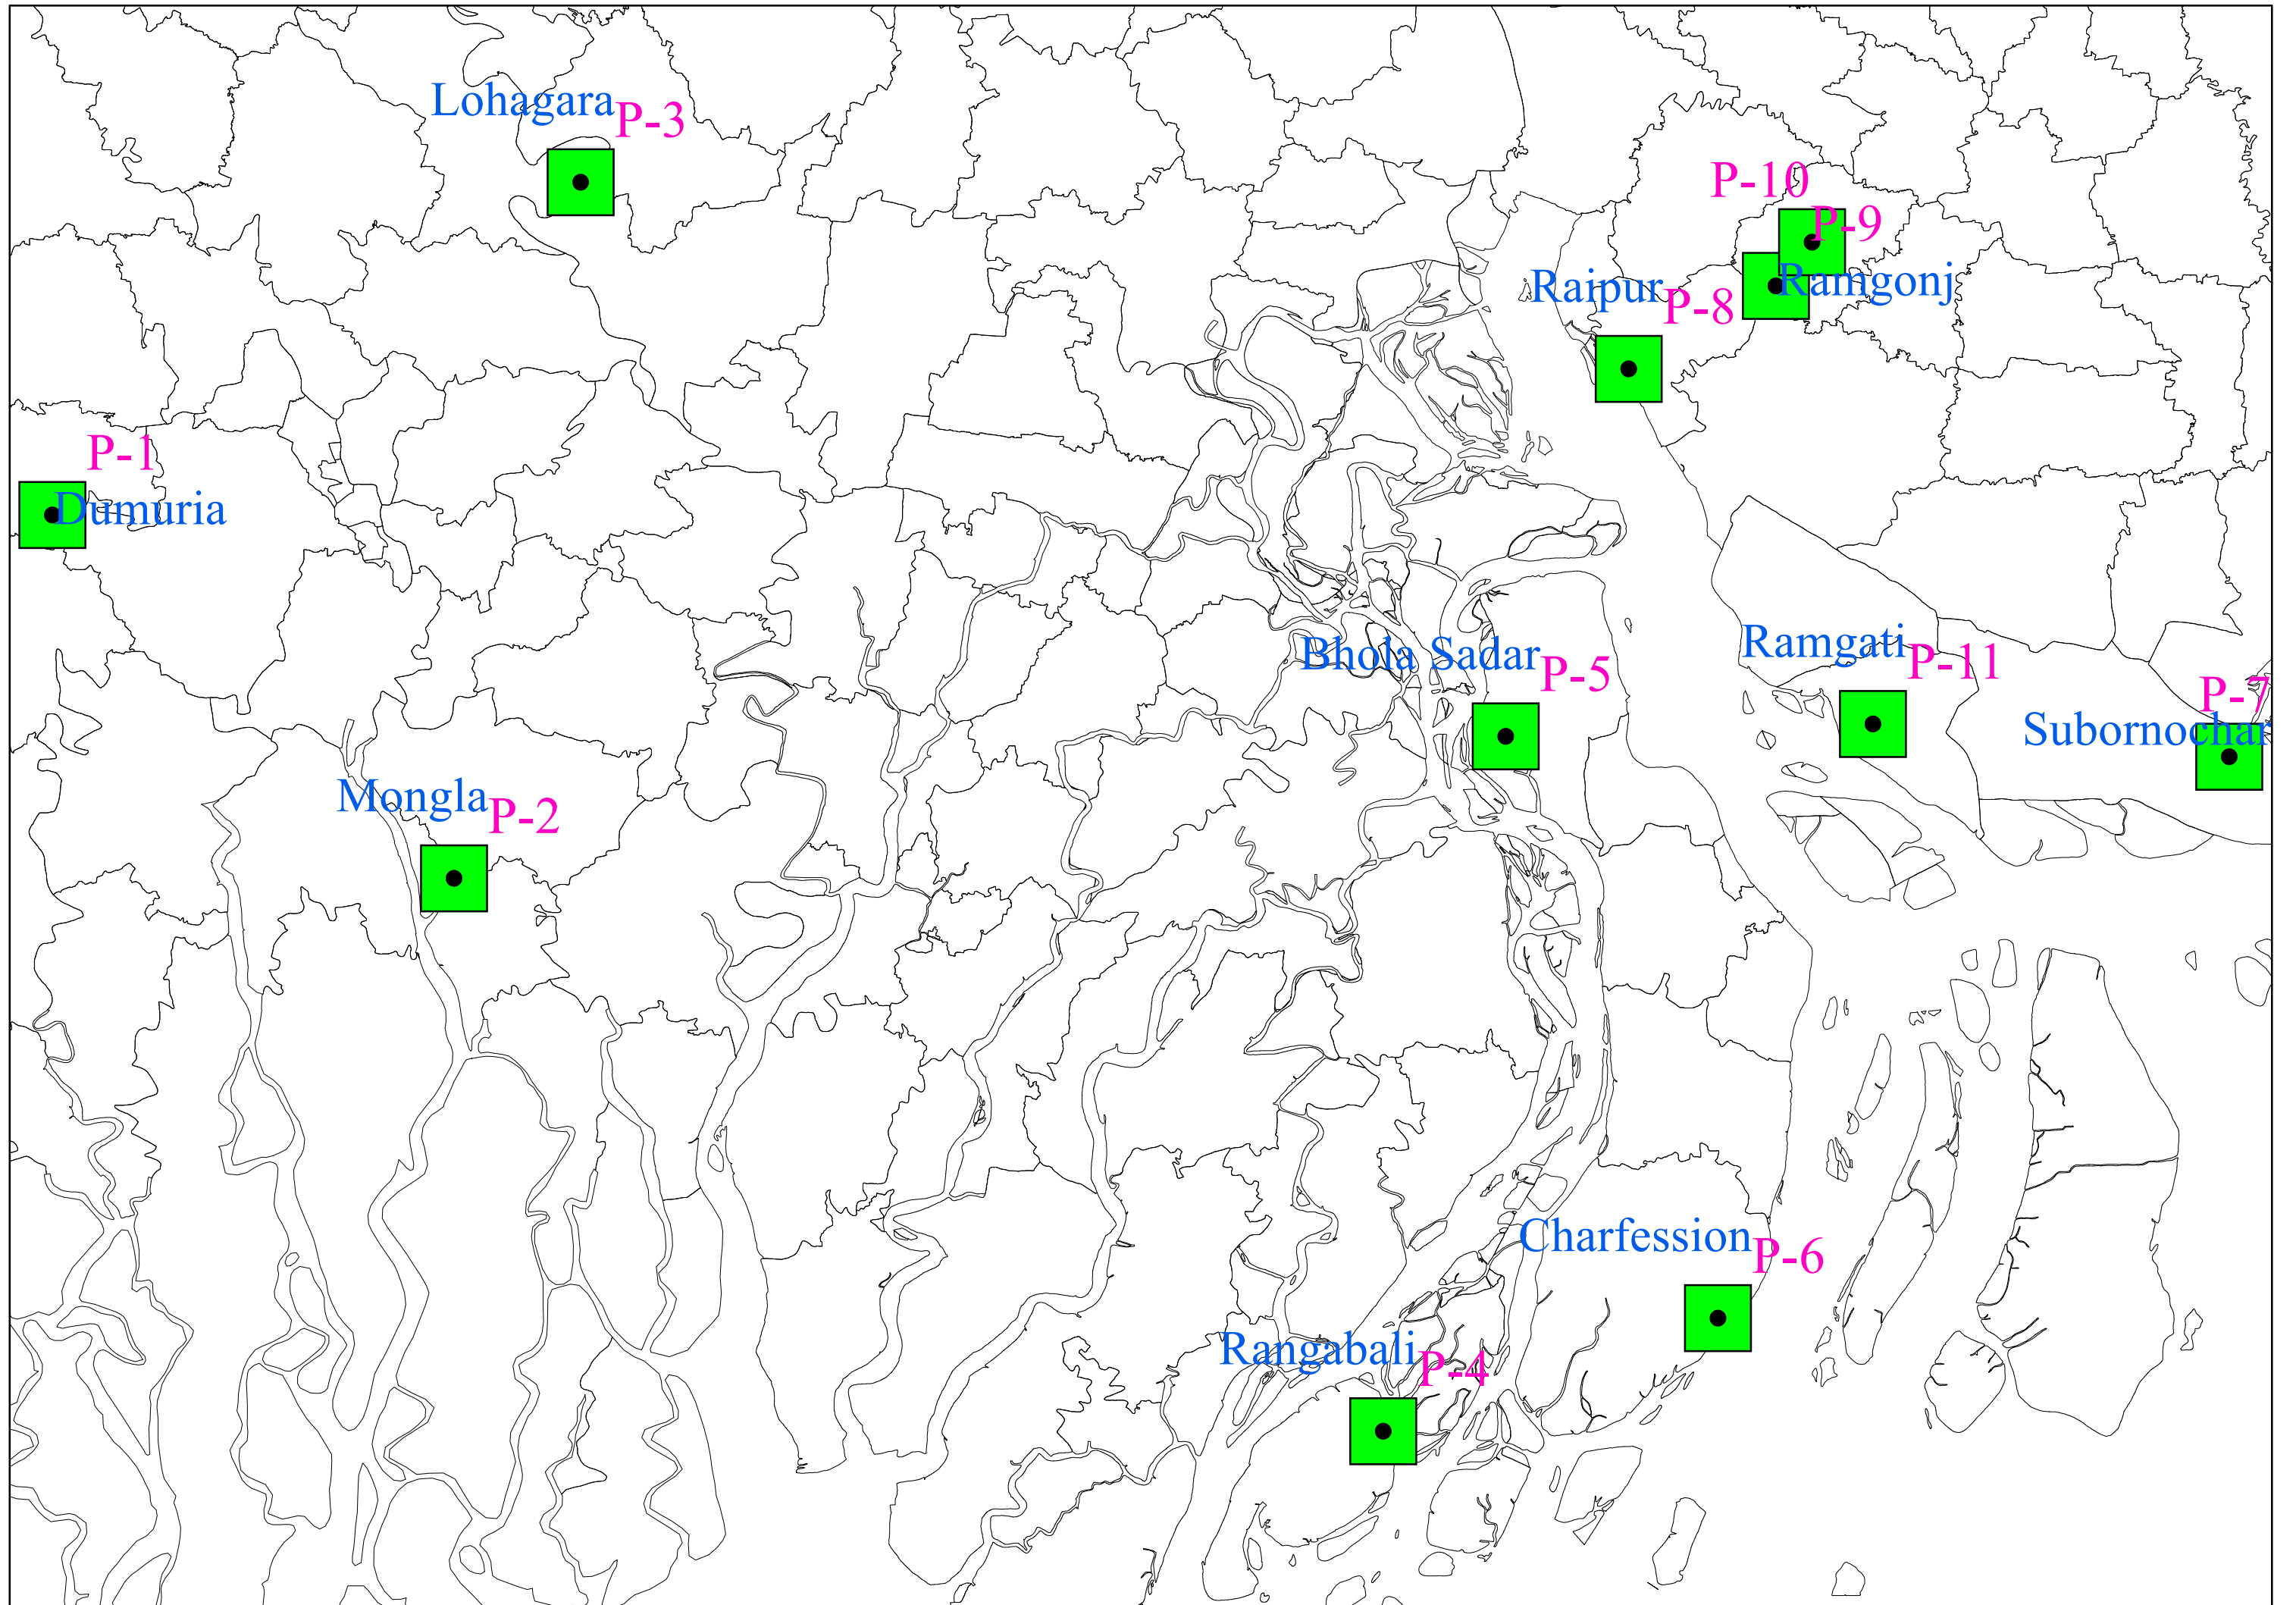 Lohagara
P-3
P-10
P-9
Ramgonj
Raipur
P-8
P-1
Dumuria
Bhola Sadar
P-5
Ramgati
P-11
P-7
Subornochar
Mongla
P-2
Charfession
P-6
Rangabali
P-4